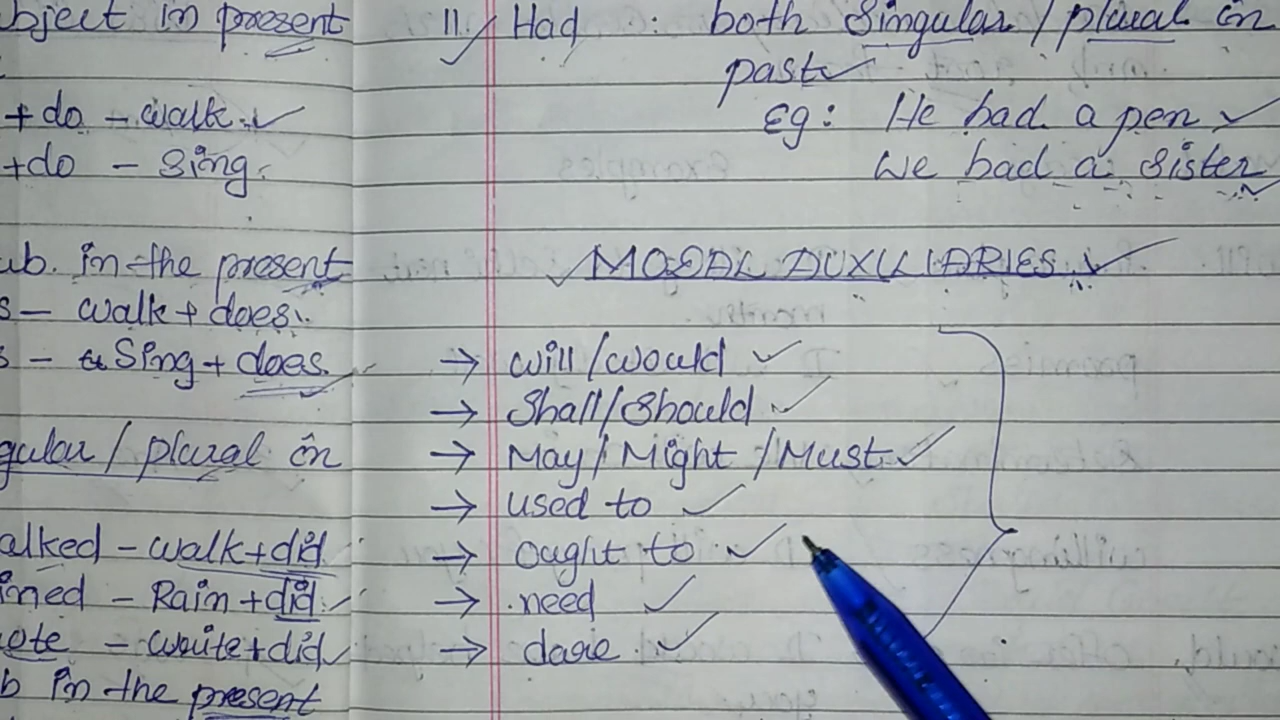 bject in present
+ do - walk.
+do - Sing.
ub. in the present
s - walk + does.
s - Sing + does.
gular / plural in
alked - walk+did
ined - Rain + did.
ote - write+did
b in the present
11. Had : both Singular / plural in
past
Eg: He had a pen
We had a sister
MODAL AUXILIARIES
→ will/would
→ Shall/Should
→ May/Might/Must
→ used to
→ ought to
→ need
→ dare.